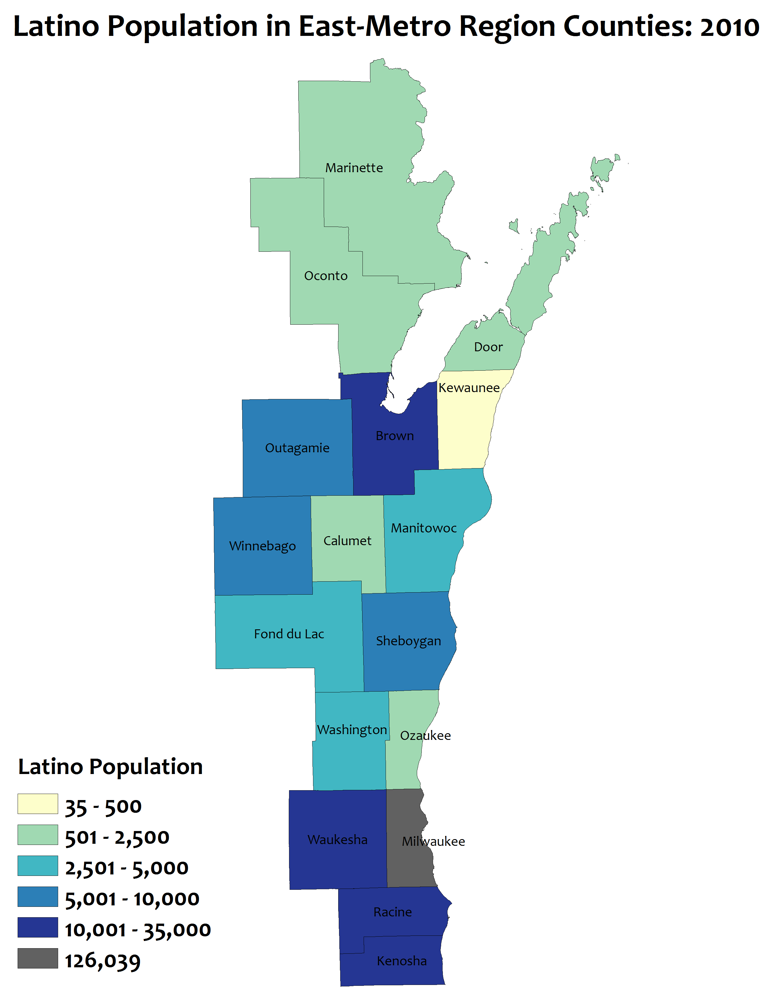 Latino Population in East-Metro Region Counties: 2010
Marinette
Oconto
Door
Kewaunee
Brown
Outagamie
Manitowoc
Calumet
Winnebago
Fond du Lac
Sheboygan
Washington
Ozaukee
Waukesha
Milwaukee
Racine
Kenosha
Latino Population
35 - 500
501 - 2,500
2,501 - 5,000
5,001 - 10,000
10,001 - 35,000
126,039